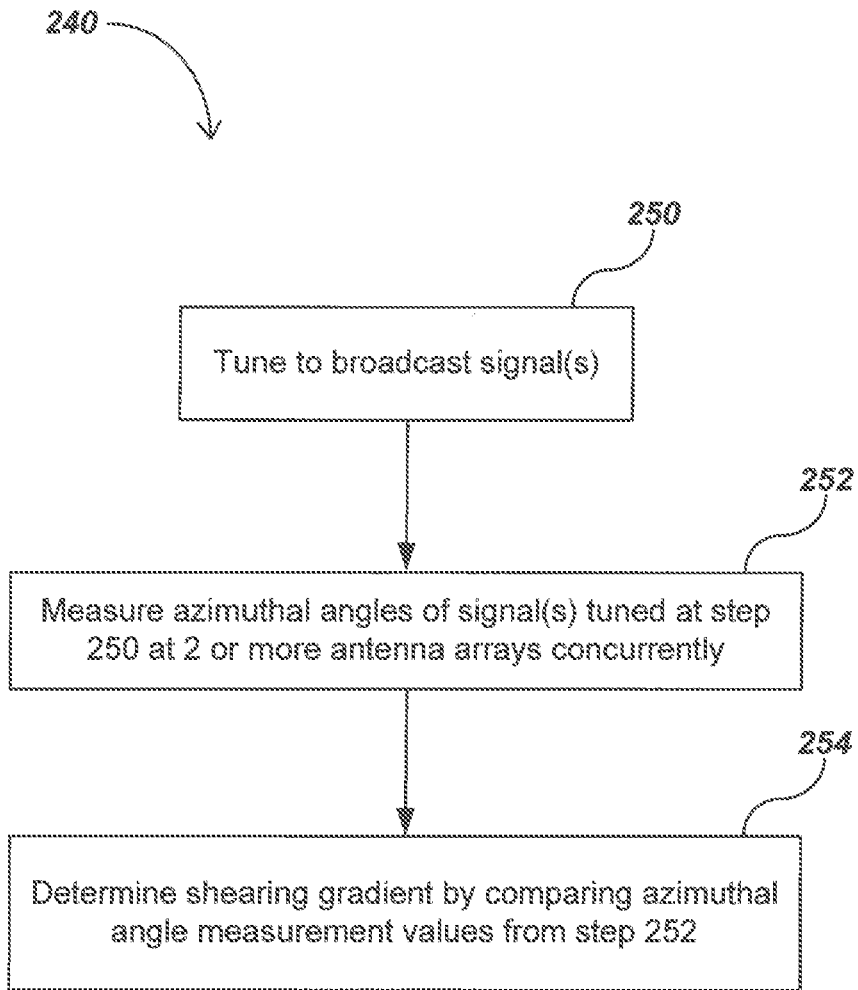 240
250
Tune to broadcast signal(s)
252
Measure azimuthal angles of signal(s) tuned at step
250 at 2 or more antenna arrays concurrently
254
Determine shearing gradient by comparing azimuthal
angle measurement values from step 252